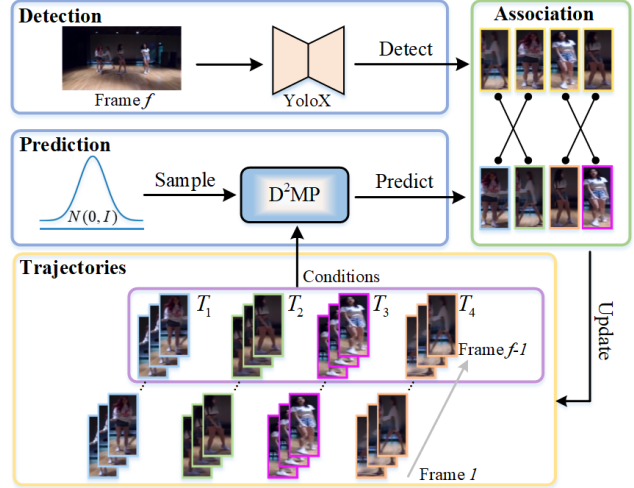 Detection
Association
Detect
Frame f
YoloX
Prediction
Sample
Predict
D²MP
N(0, I)
Trajectories
Conditions
Update
T₁
T₂
T₃
T₄
Frame f-1
Frame 1